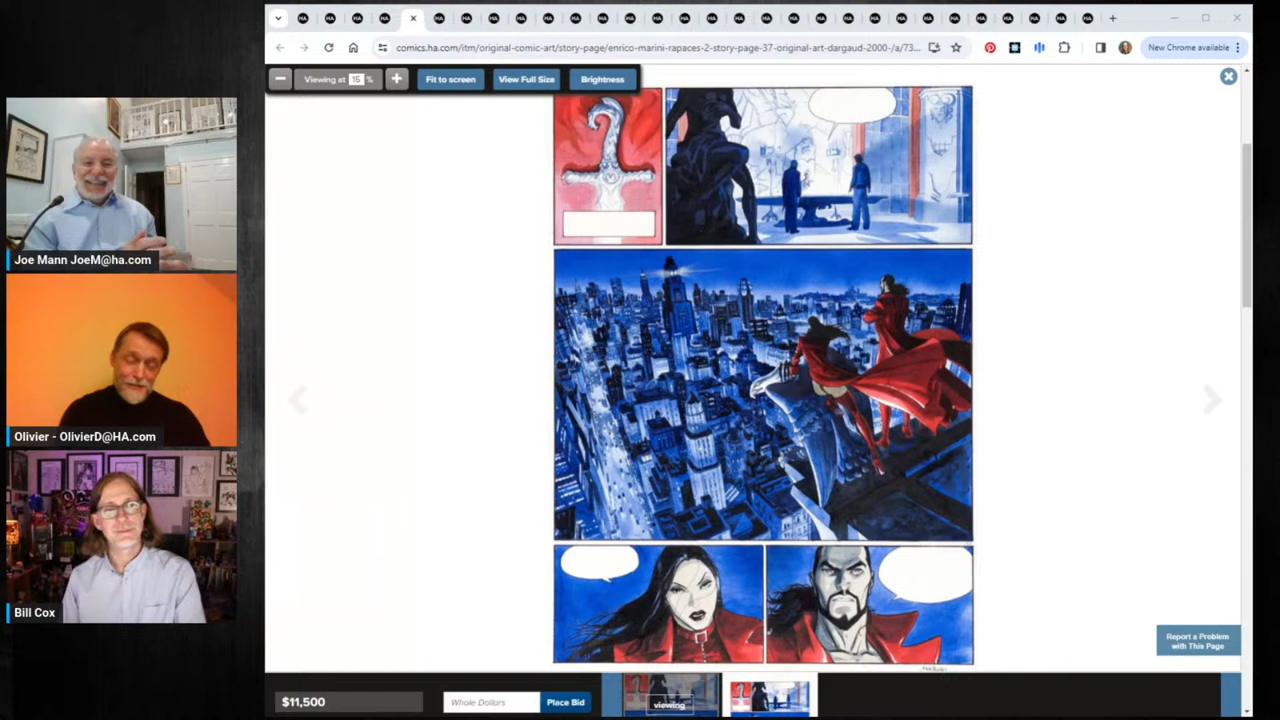 comics.ha.com/itm/original-comic-art/story-page/enrico-marini-rapaces-2-story-page-37-original-art-dargaud-2000-/a/73...
New Chrome available
Viewing at 15 %
Fit to screen
View Full Size
Brightness
Joe Mann JoeM@ha.com
Olivier - OlivierD@HA.com
Bill Cox
Report a Problem
with This Page
$11,500
Whole Dollars
Place Bid
viewing